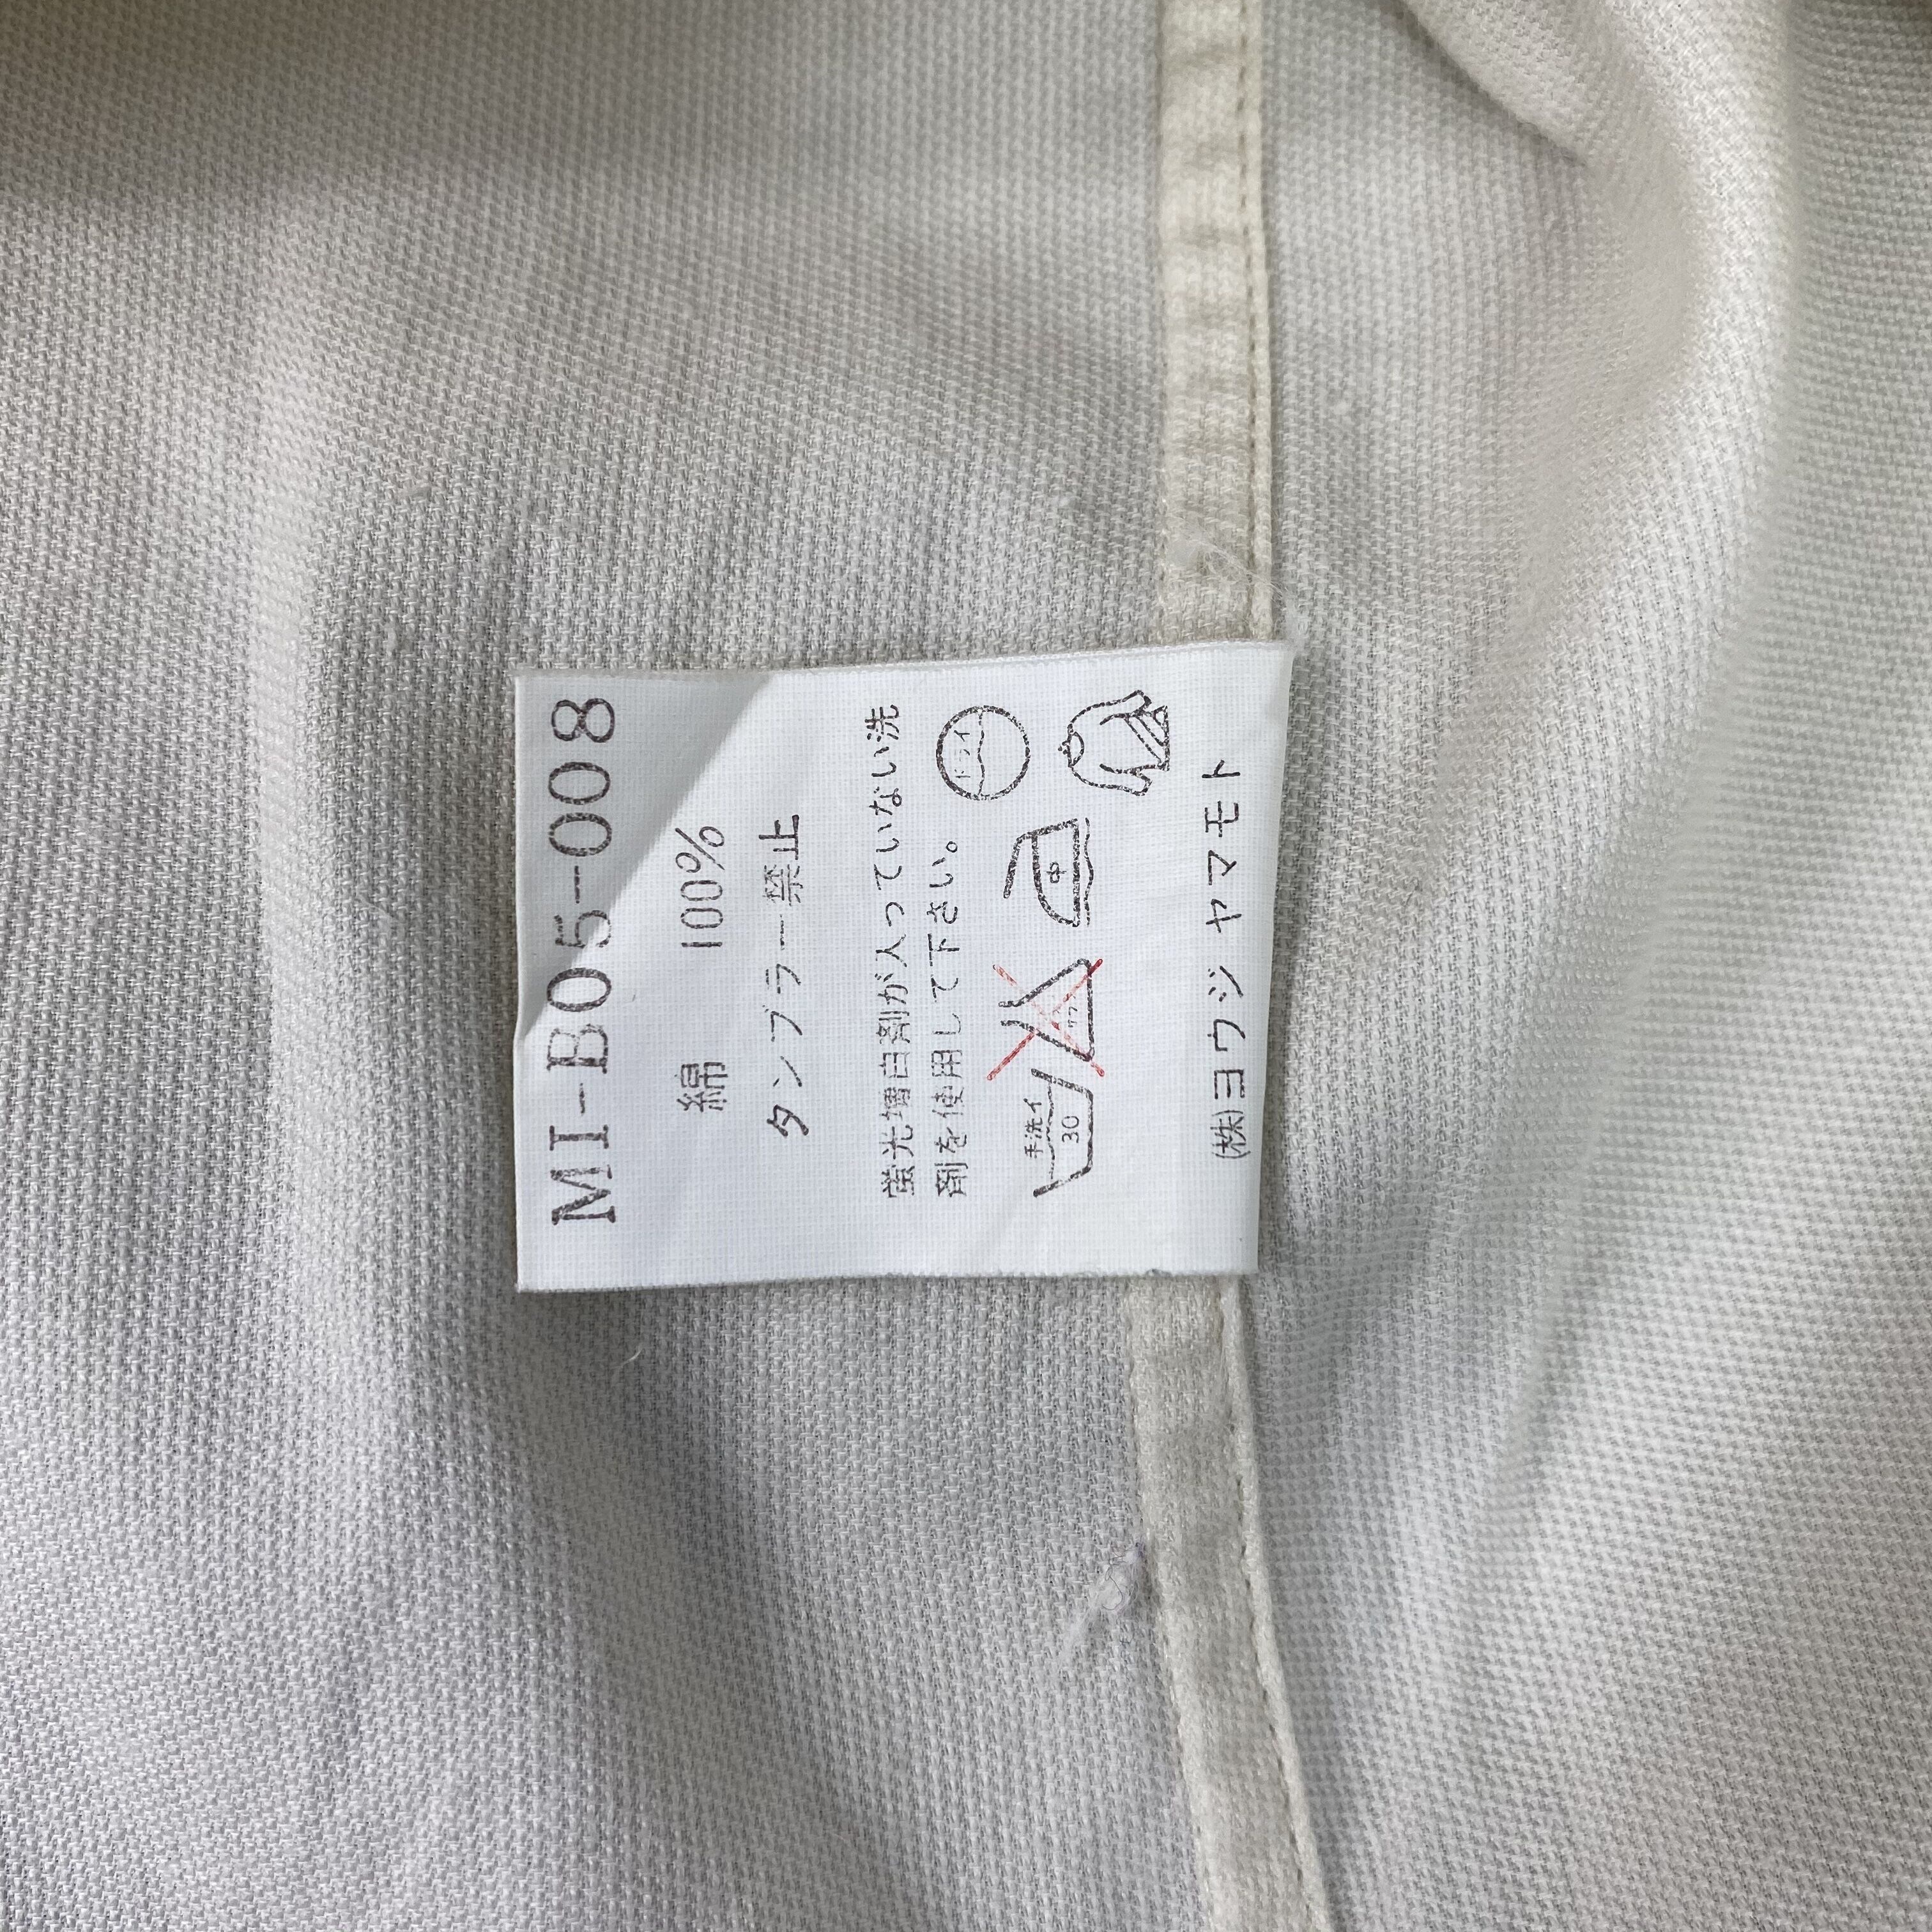 MI-B05-008
綿 100%
タンブラー禁止
蛍光増白剤が入っていない洗
剤を使用して下さい。
手洗イ
30
中
ドライ
㈱ヨウジヤマモト